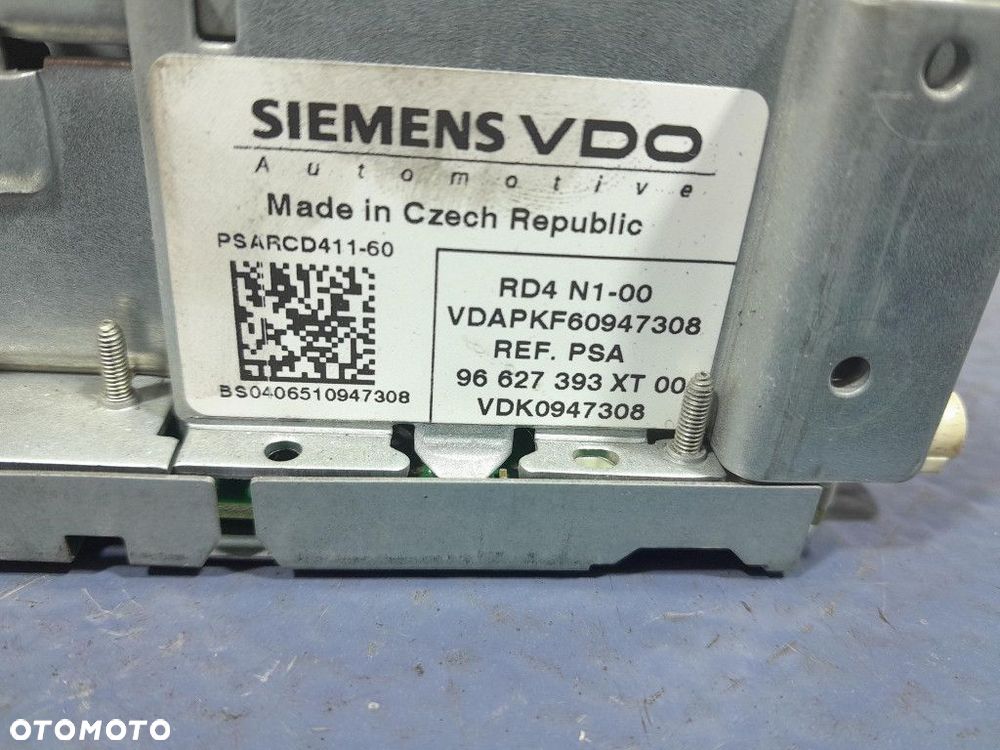 SIEMENS VDO
Automotive
Made in Czech Republic
PSARCD411-60
BS0406510947308
RD4 N1-00
VDAPKF60947308
REF. PSA
96 627 393 XT 00
VDK0947308
OTOMOTO